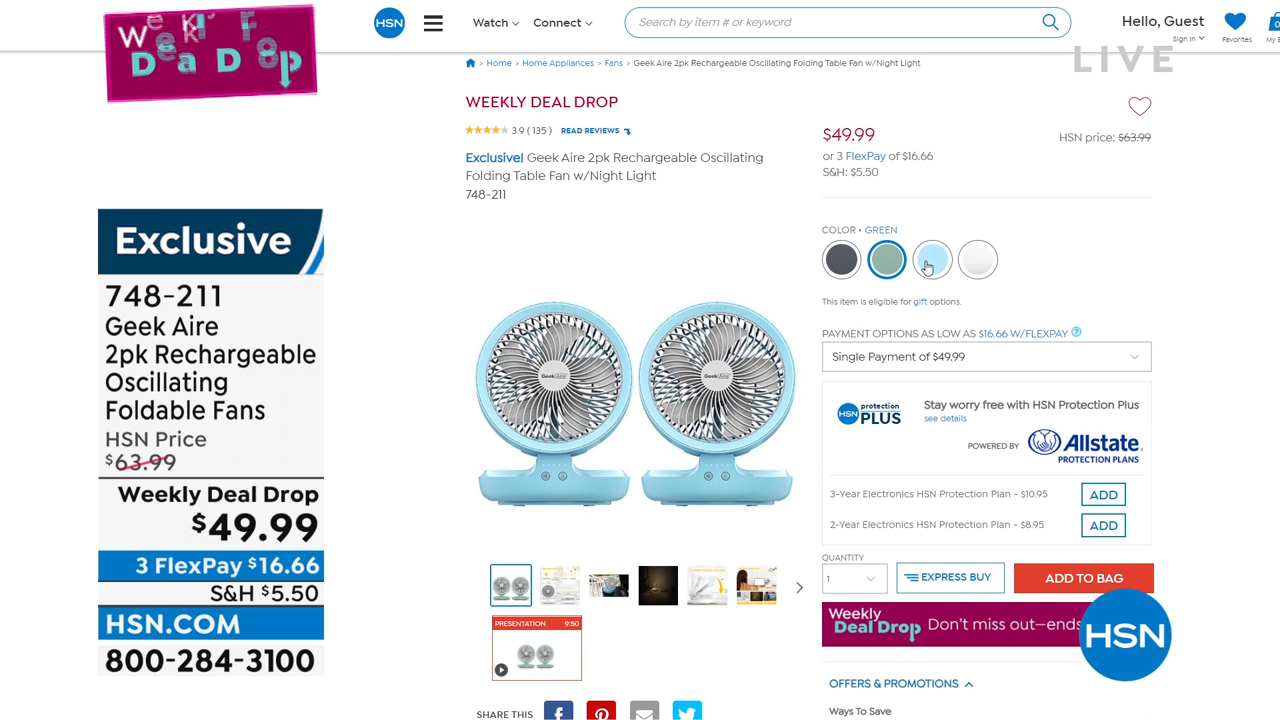 Weekly
Deal Drop
Exclusive
748-211
Geek Aire
2pk Rechargeable
Oscillating
Foldable Fans
HSN Price
$63.99
Weekly Deal Drop
$49.99
3 FlexPay $16.66
S&H $5.50
HSN.COM
800-284-3100
HSN
Watch
Connect
Search by item # or keyword
Hello, Guest
Sign In
Favorites
0
LIVE
> Home > Home Appliances > Fans > Geek Aire 2pk Rechargeable Oscillating Folding Table Fan w/Night Light
WEEKLY DEAL DROP
3.9 ( 135 ) READ REVIEWS
Exclusive! Geek Aire 2pk Rechargeable Oscillating
Folding Table Fan w/Night Light
748-211
GeekAire
GeekAire
PRESENTATION 9:50
SHARE THIS
$49.99
HSN price: $63.99
or 3 FlexPay of $16.66
S&H: $5.50
COLOR • GREEN
This item is eligible for gift options.
PAYMENT OPTIONS AS LOW AS $16.66 W/FLEXPAY ?
Single Payment of $49.99
HSN protection PLUS
Stay worry free with HSN Protection Plus
see details
POWERED BY Allstate
PROTECTION PLANS
3-Year Electronics HSN Protection Plan - $10.95 ADD
2-Year Electronics HSN Protection Plan - $8.95 ADD
QUANTITY
1
EXPRESS BUY
ADD TO BAG
Weekly
Deal Drop
Don't miss out—ends
HSN
OFFERS & PROMOTIONS
Ways To Save